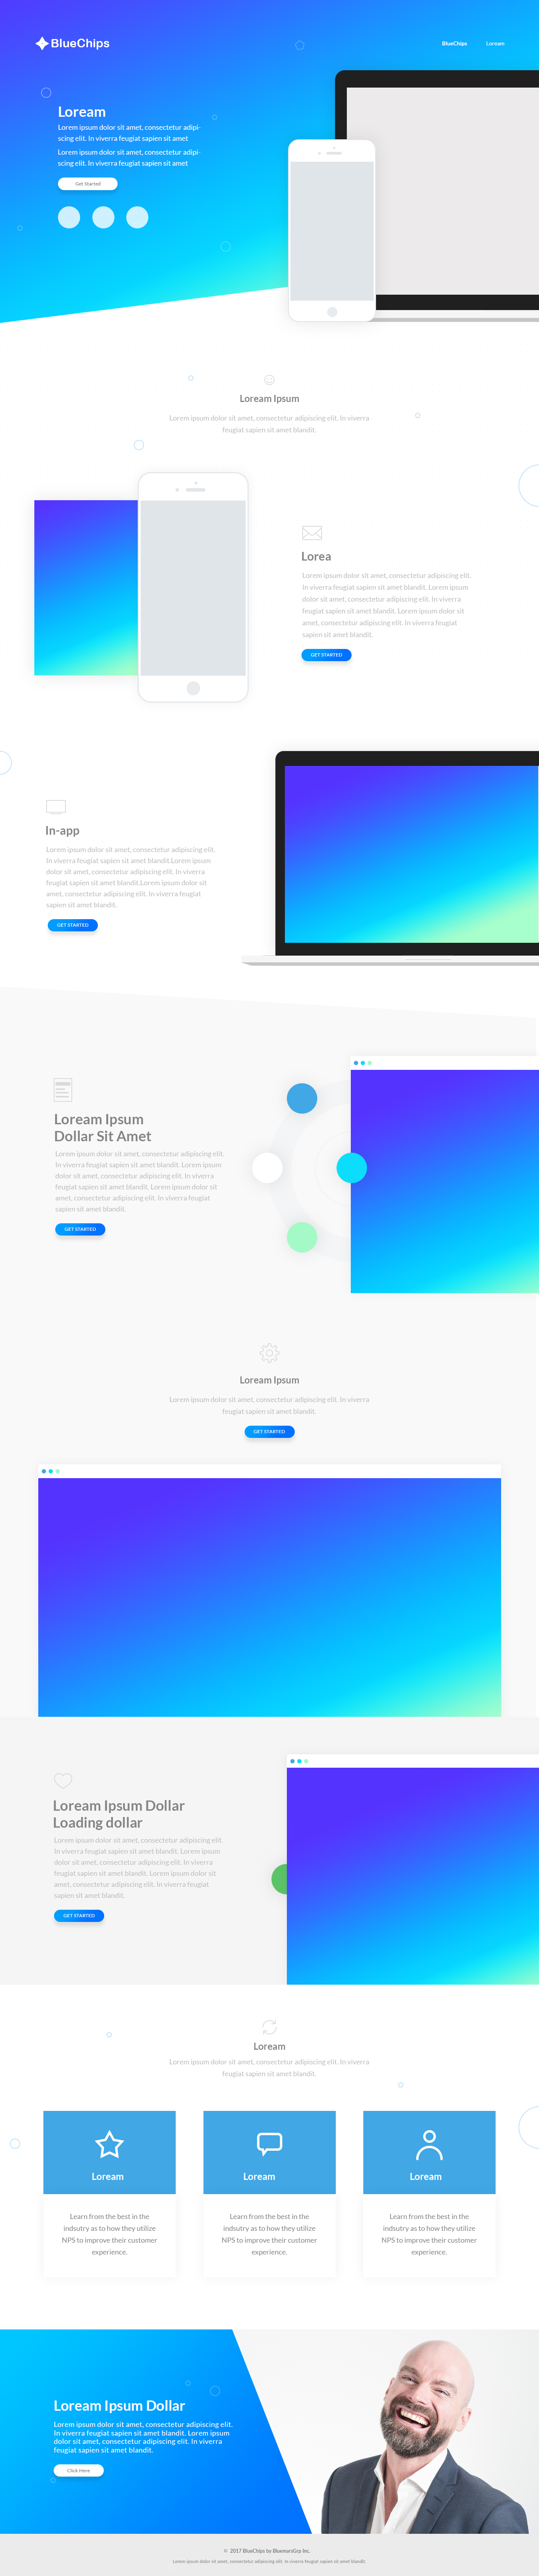 BlueChips
BlueChips Loream
Loream
Lorem ipsum dolor sit amet, consectetur adipi-
scing elit. In viverra feugiat sapien sit amet
Lorem ipsum dolor sit amet, consectetur adipi-
scing elit. In viverra feugiat sapien sit amet
Get Started
Loream Ipsum
Lorem ipsum dolor sit amet, consectetur adipiscing elit. In viverra
feugiat sapien sit amet blandit.
Lorea
Lorem ipsum dolor sit amet, consectetur adipiscing elit.
In viverra feugiat sapien sit amet blandit. Lorem ipsum
dolor sit amet, consectetur adipiscing elit. In viverra
feugiat sapien sit amet blandit. Lorem ipsum dolor sit
amet, consectetur adipiscing elit. In viverra feugiat
sapien sit amet blandit.
GET STARTED
In-app
Lorem ipsum dolor sit amet, consectetur adipiscing elit.
In viverra feugiat sapien sit amet blandit.Lorem ipsum
dolor sit amet, consectetur adipiscing elit. In viverra
feugiat sapien sit amet blandit.Lorem ipsum dolor sit
amet, consectetur adipiscing elit. In viverra feugiat
sapien sit amet blandit.
GET STARTED
Loream Ipsum
Dollar Sit Amet
Lorem ipsum dolor sit amet, consectetur adipiscing elit.
In viverra feugiat sapien sit amet blandit. Lorem ipsum
dolor sit amet, consectetur adipiscing elit. In viverra
feugiat sapien sit amet blandit. Lorem ipsum dolor sit
amet, consectetur adipiscing elit. In viverra feugiat
sapien sit amet blandit.
GET STARTED
Loream Ipsum
Lorem ipsum dolor sit amet, consectetur adipiscing elit. In viverra
feugiat sapien sit amet blandit.
GET STARTED
Loream Ipsum Dollar
Loading dollar
Lorem ipsum dolor sit amet, consectetur adipiscing elit.
In viverra feugiat sapien sit amet blandit. Lorem ipsum
dolor sit amet, consectetur adipiscing elit. In viverra
feugiat sapien sit amet blandit. Lorem ipsum dolor sit
amet, consectetur adipiscing elit. In viverra feugiat
sapien sit amet blandit.
GET STARTED
Loream
Lorem ipsum dolor sit amet, consectetur adipiscing elit. In viverra
feugiat sapien sit amet blandit.
Loream
Learn from the best in the
indsutry as to how they utilize
NPS to improve their customer
experience.
Loream
Learn from the best in the
indsutry as to how they utilize
NPS to improve their customer
experience.
Loream
Learn from the best in the
indsutry as to how they utilize
NPS to improve their customer
experience.
Loream Ipsum Dollar
Lorem ipsum dolor sit amet, consectetur adipiscing elit.
In viverra feugiat sapien sit amet blandit. Lorem ipsum
dolor sit amet, consectetur adipiscing elit. In viverra
feugiat sapien sit amet blandit.
Click Here
© 2017 BlueChips by BluemarsGrp Inc.
Lorem ipsum dolor sit amet, consectetur adipiscing elit. In viverra feugiat sapien sit amet blandit.